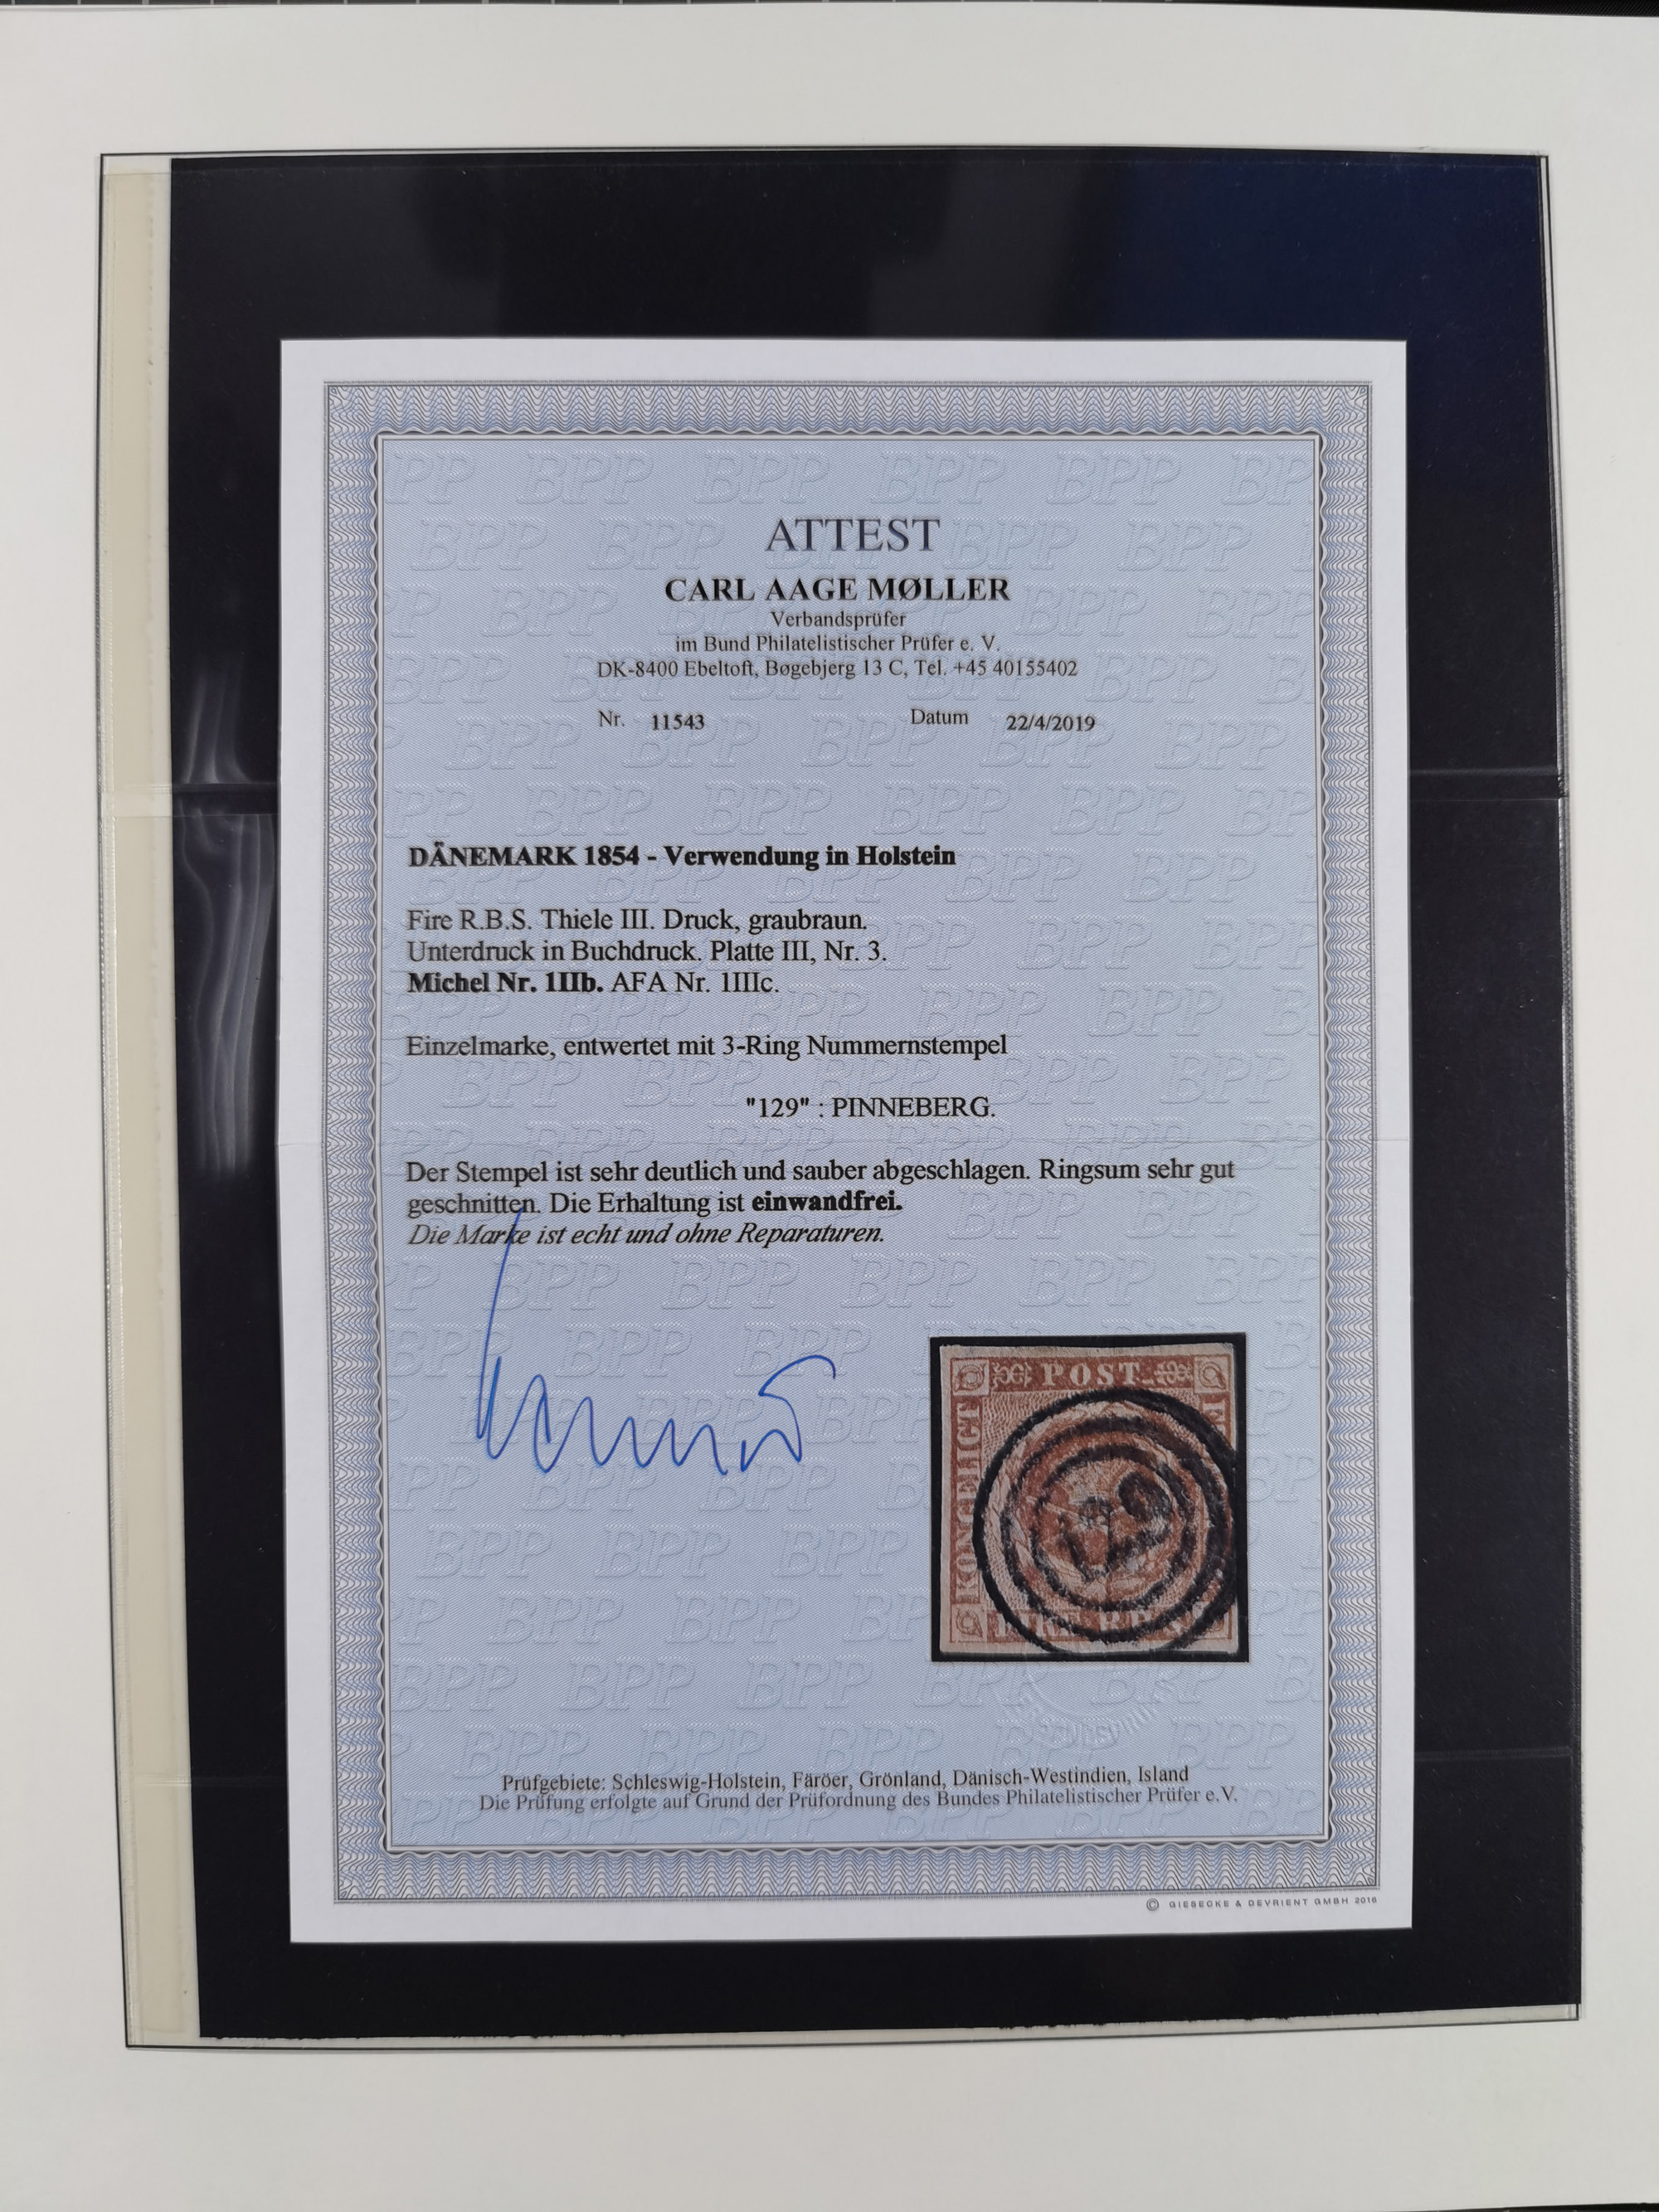 ATTEST
CARL AAGE MØLLER
Verbandsprüfer
im Bund Philatelistischer Prüfer e. V.
DK-8400 Ebeltoft, Bøgebjerg 13 C, Tel. +45 40155402
Nr. 11543 Datum 22/4/2019
DÄNEMARK 1854 - Verwendung in Holstein
Fire R.B.S. Thiele III. Druck, graubraun.
Unterdruck in Buchdruck. Platte III, Nr. 3.
Michel Nr. 1IIb. AFA Nr. 1IIIc.
Einzelmarke, entwertet mit 3-Ring Nummernstempel
"129" : PINNEBERG.
Der Stempel ist sehr deutlich und sauber abgeschlagen. Ringsum sehr gut
geschnitten. Die Erhaltung ist einwandfrei.
Die Marke ist echt und ohne Reparaturen.
POST
KONGELIGT
129
Prüfgebiete: Schleswig-Holstein, Färöer, Grönland, Dänisch-Westindien, Island
Die Prüfung erfolgte auf Grund der Prüfordnung des Bundes Philatelistischer Prüfer e.V.
© GIESECKE & DEVRIENT GMBH 2016